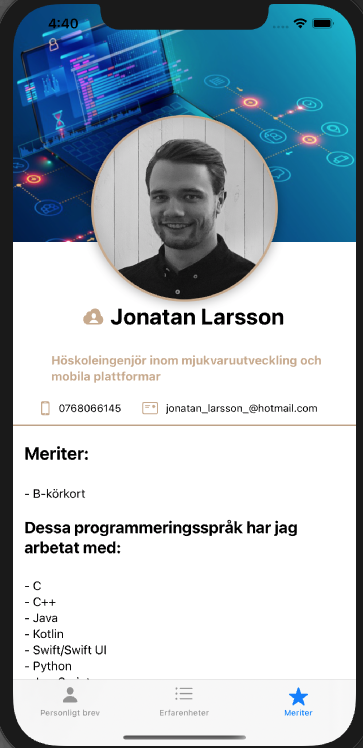 4:40
Jonatan Larsson
Höskoleingenjör inom mjukvaruutveckling och
mobila plattformar
0768066145 jonatan_larsson_@hotmail.com
Meriter:
- B-körkort
Dessa programmeringsspråk har jag
arbetat med:
- C
- C++
- Java
- Kotlin
- Swift/Swift UI
- Python
Personligt brev Erfarenheter Meriter